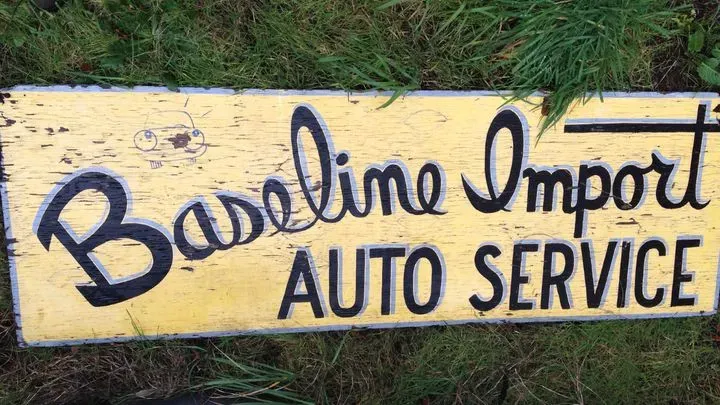 Baseline Import
AUTO SERVICE